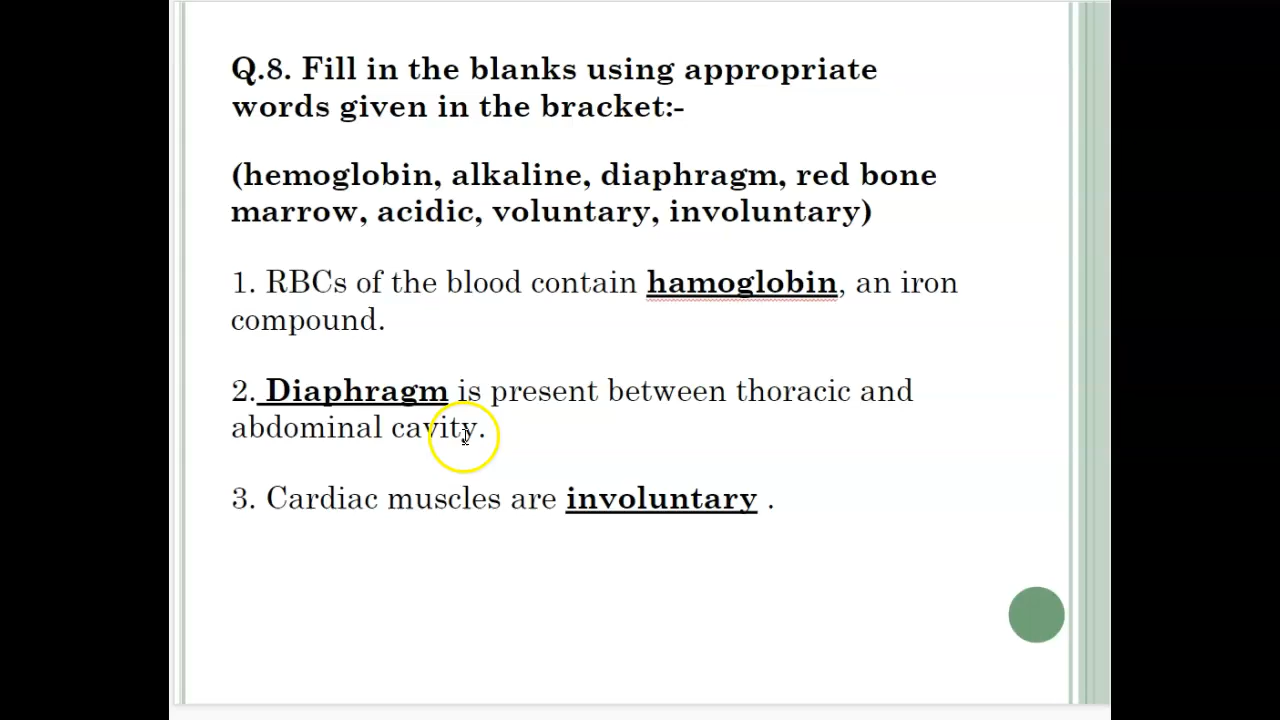 Q.8. Fill in the blanks using appropriate
words given in the bracket:-
(hemoglobin, alkaline, diaphragm, red bone
marrow, acidic, voluntary, involuntary)
1. RBCs of the blood contain hamoglobin, an iron
compound.
2. Diaphragm is present between thoracic and
abdominal cavity.
3. Cardiac muscles are involuntary .